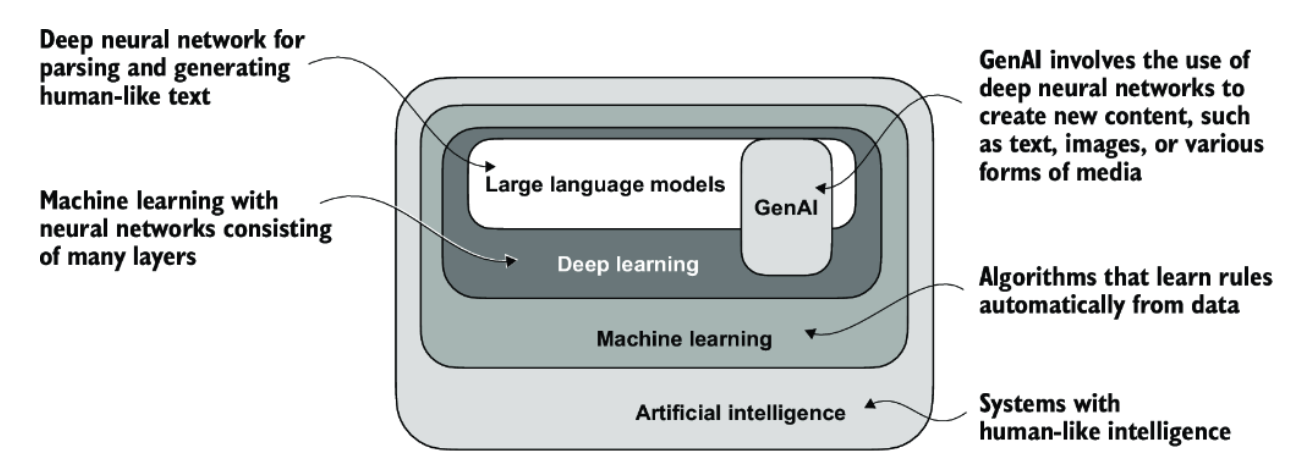 Deep neural network for
parsing and generating
human-like text
GenAI involves the use of
deep neural networks to
create new content, such
as text, images, or various
forms of media
Large language models
GenAI
Machine learning with
neural networks consisting
of many layers
Deep learning
Algorithms that learn rules
automatically from data
Machine learning
Artificial intelligence
Systems with
human-like intelligence